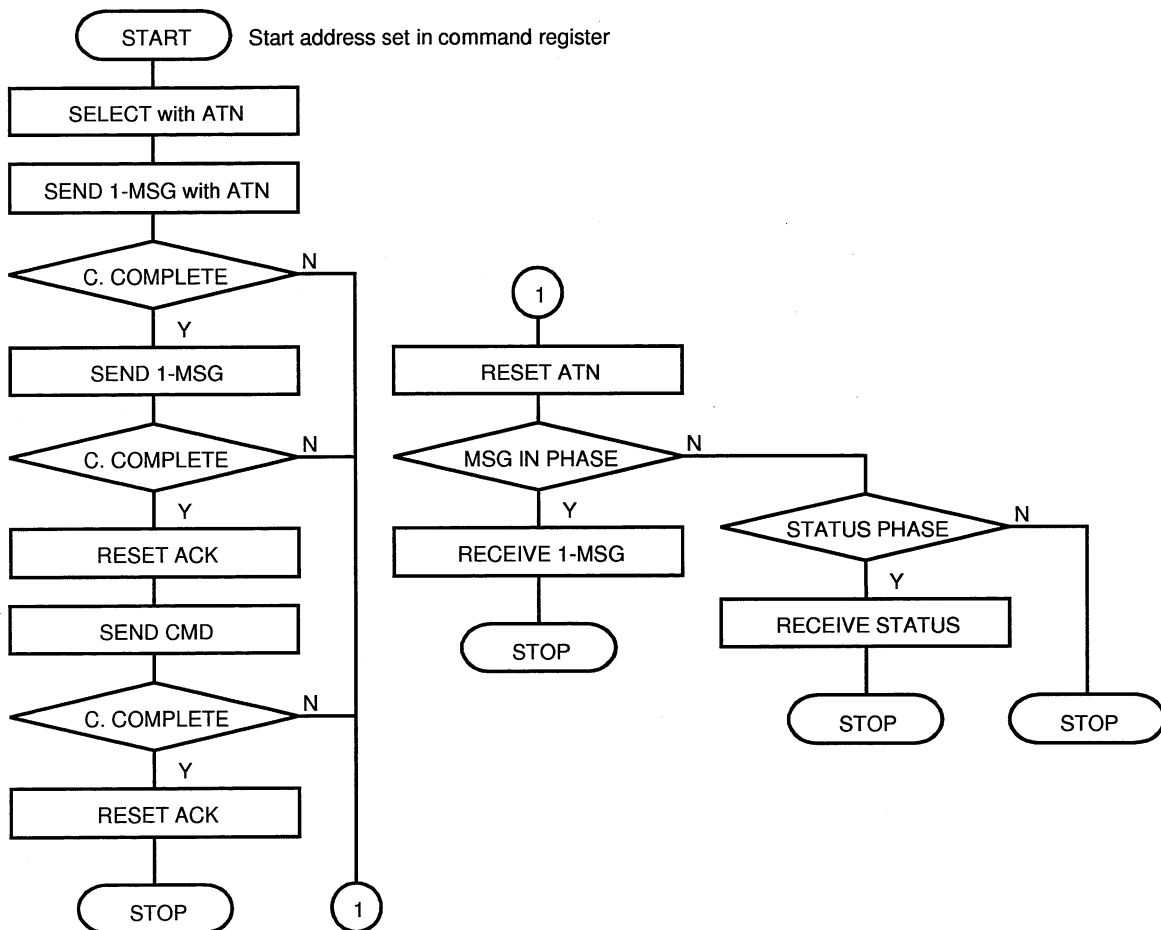 START
Start address set in command register
SELECT with ATN
SEND 1-MSG with ATN
C. COMPLETE
N
Y
SEND 1-MSG
C. COMPLETE
N
Y
RESET ACK
SEND CMD
C. COMPLETE
N
Y
RESET ACK
STOP
1
1
RESET ATN
MSG IN PHASE
N
Y
RECEIVE 1-MSG
STOP
STATUS PHASE
N
Y
RECEIVE STATUS
STOP
STOP